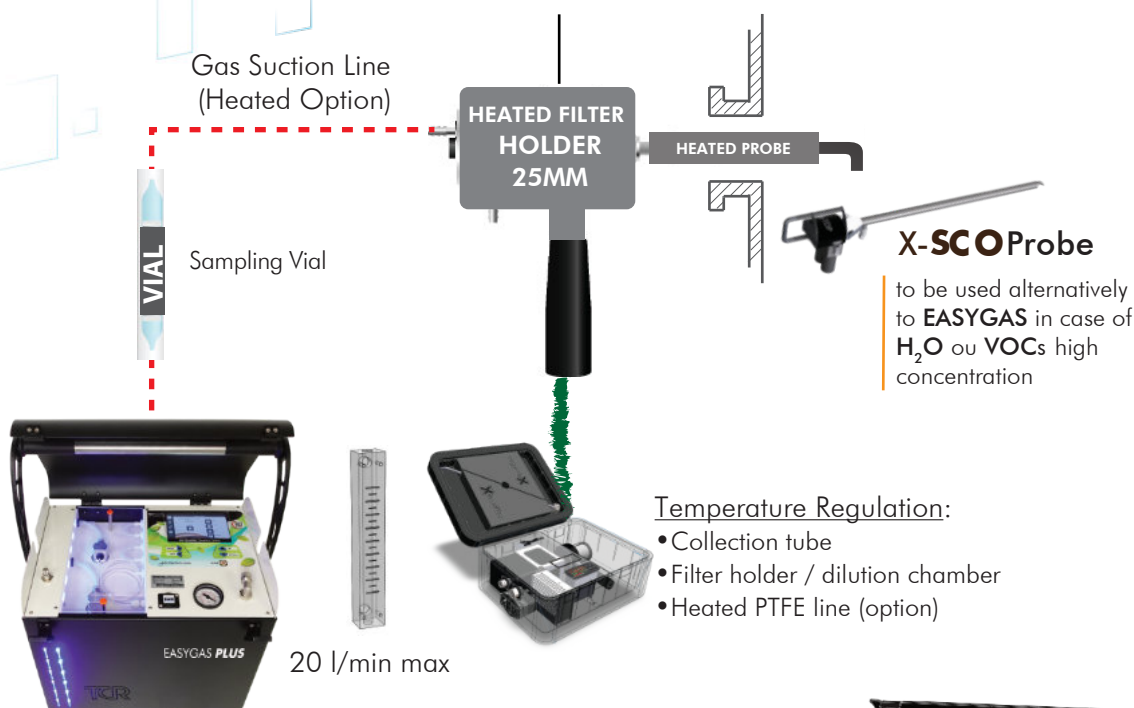 Gas Suction Line
(Heated Option)
HEATED FILTER
HOLDER
25MM
HEATED PROBE
VIAL
Sampling Vial
X-SCOProbe
to be used alternatively
to EASYGAS in case of
H₂O ou VOCs high
concentration
Temperature Regulation:
•Collection tube
•Filter holder / dilution chamber
•Heated PTFE line (option)
EASYGAS PLUS
TCR
20 l/min max